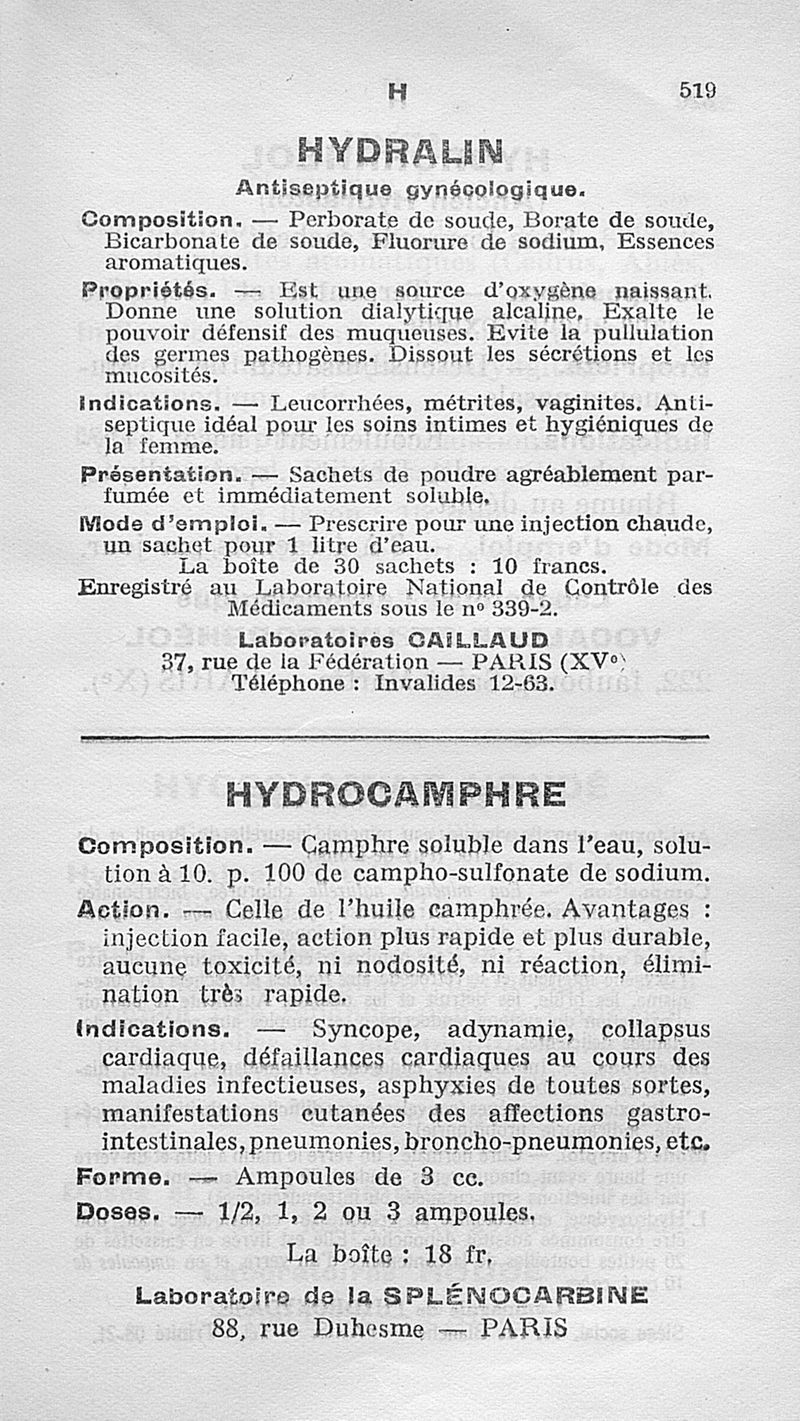 H 519
HYDRALIN
Antiseptique gynécologique.
Composition. — Perborate de soude, Borate de soude,
Bicarbonate de soude, Fluorure de sodium, Essences
aromatiques.
Propriétés. — Est une source d'oxygène naissant.
Donne une solution dialytique alcaline. Exalte le
pouvoir défensif des muqueuses. Evite la pullulation
des germes pathogènes. Dissout les sécrétions et les
mucosités.
Indications. — Leucorrhées, métrites, vaginites. Anti-
septique idéal pour les soins intimes et hygiéniques de
la femme.
Présentation. — Sachets de poudre agréablement par-
fumée et immédiatement soluble.
Mode d'emploi. — Prescrire pour une injection chaude,
un sachet pour 1 litre d'eau.
La boîte de 30 sachets : 10 francs.
Enregistré au Laboratoire National de Contrôle des
Médicaments sous le nº 339-2.
Laboratoires CAILLAUD
37, rue de la Fédération — PARIS (XVᵉ)
Téléphone : Invalides 12-63.
HYDROCAMPHRE
Composition. — Camphre soluble dans l'eau, solu-
tion à 10. p. 100 de campho-sulfonate de sodium.
Action. — Celle de l'huile camphrée. Avantages :
injection facile, action plus rapide et plus durable,
aucune toxicité, ni nodosité, ni réaction, élimi-
nation très rapide.
Indications. — Syncope, adynamie, collapsus
cardiaque, défaillances cardiaques au cours des
maladies infectieuses, asphyxies de toutes sortes,
manifestations cutanées des affections gastro-
intestinales, pneumonies, broncho-pneumonies, etc.
Forme. — Ampoules de 3 cc.
Doses. — 1/2, 1, 2 ou 3 ampoules.
La boîte : 18 fr.
Laboratoire de la SPLÉNOCARBINE
88, rue Duhesme — PARIS